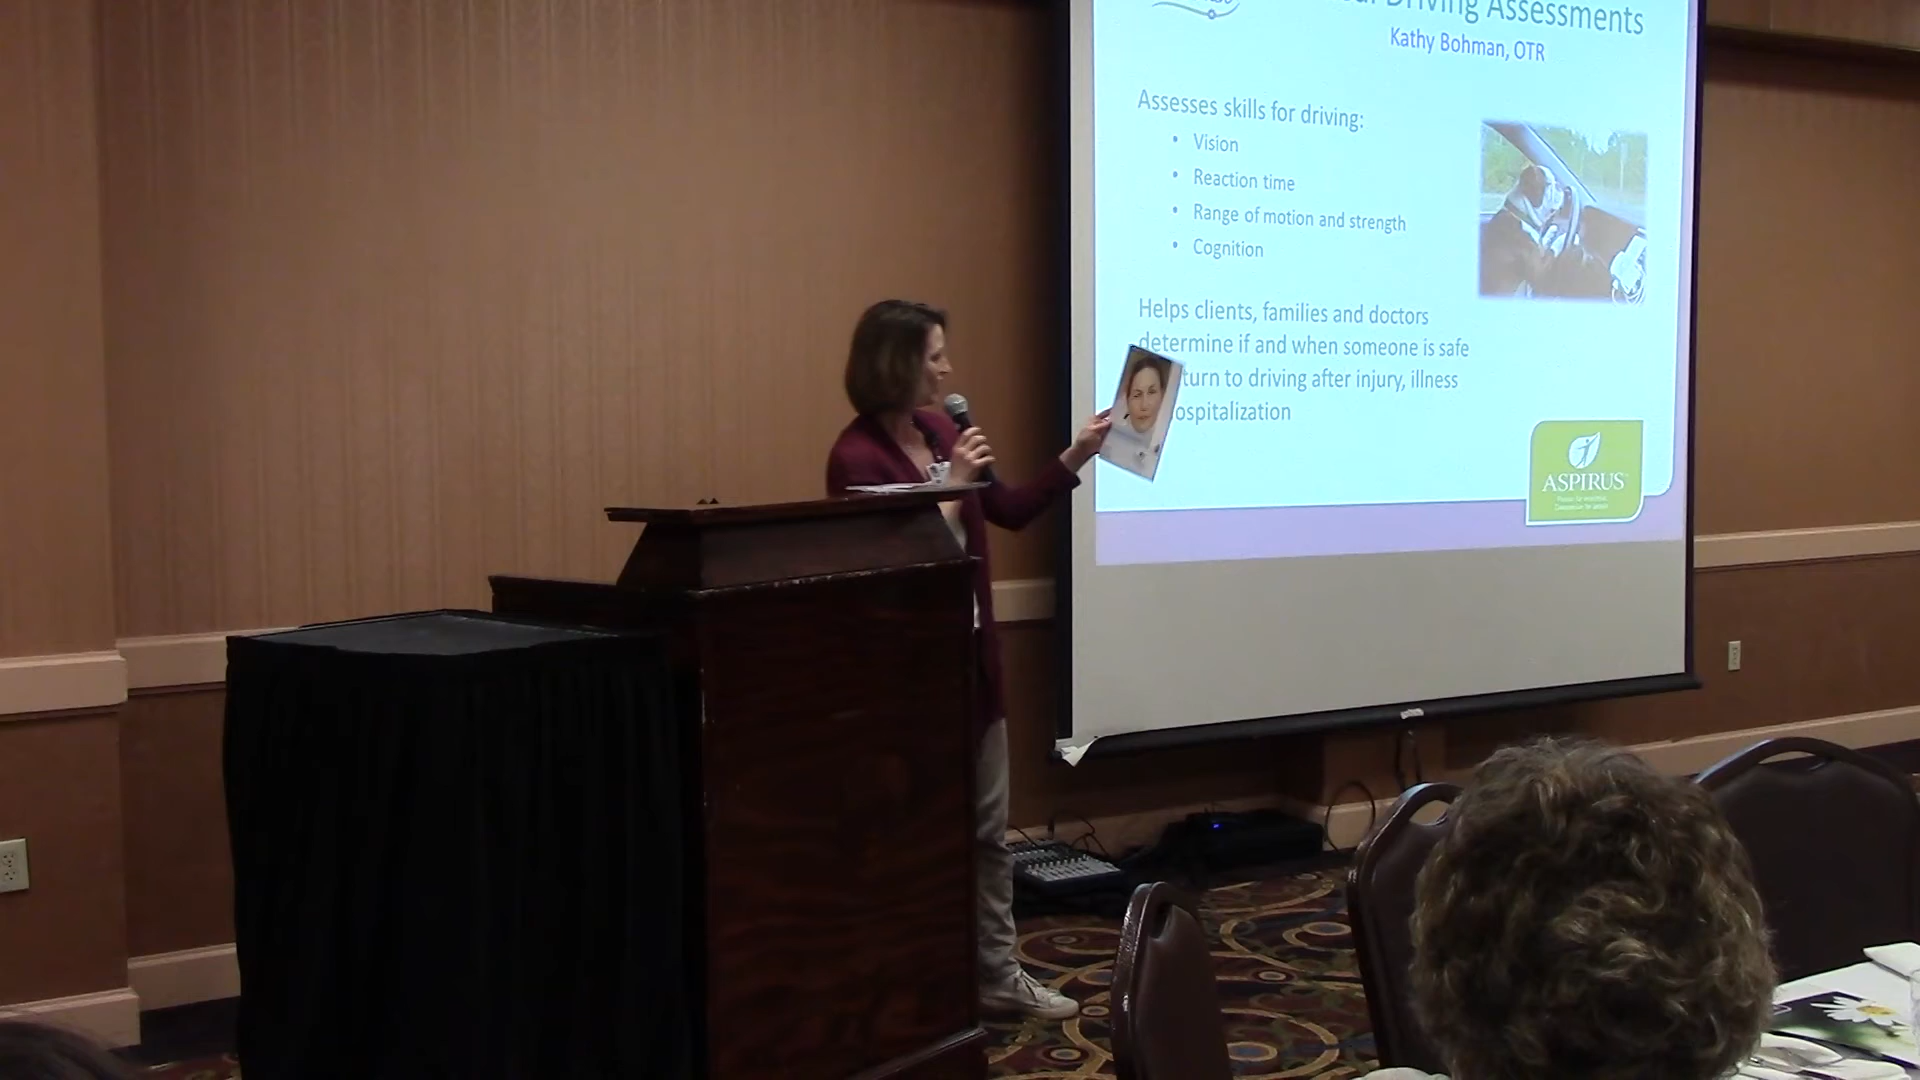 Driving Assessments
Kathy Bohman, OTR
Assesses skills for driving:
• Vision
• Reaction time
• Range of motion and strength
• Cognition
Helps clients, families and doctors
determine if and when someone is safe
turn to driving after injury, illness
ospitalization
ASPIRUS